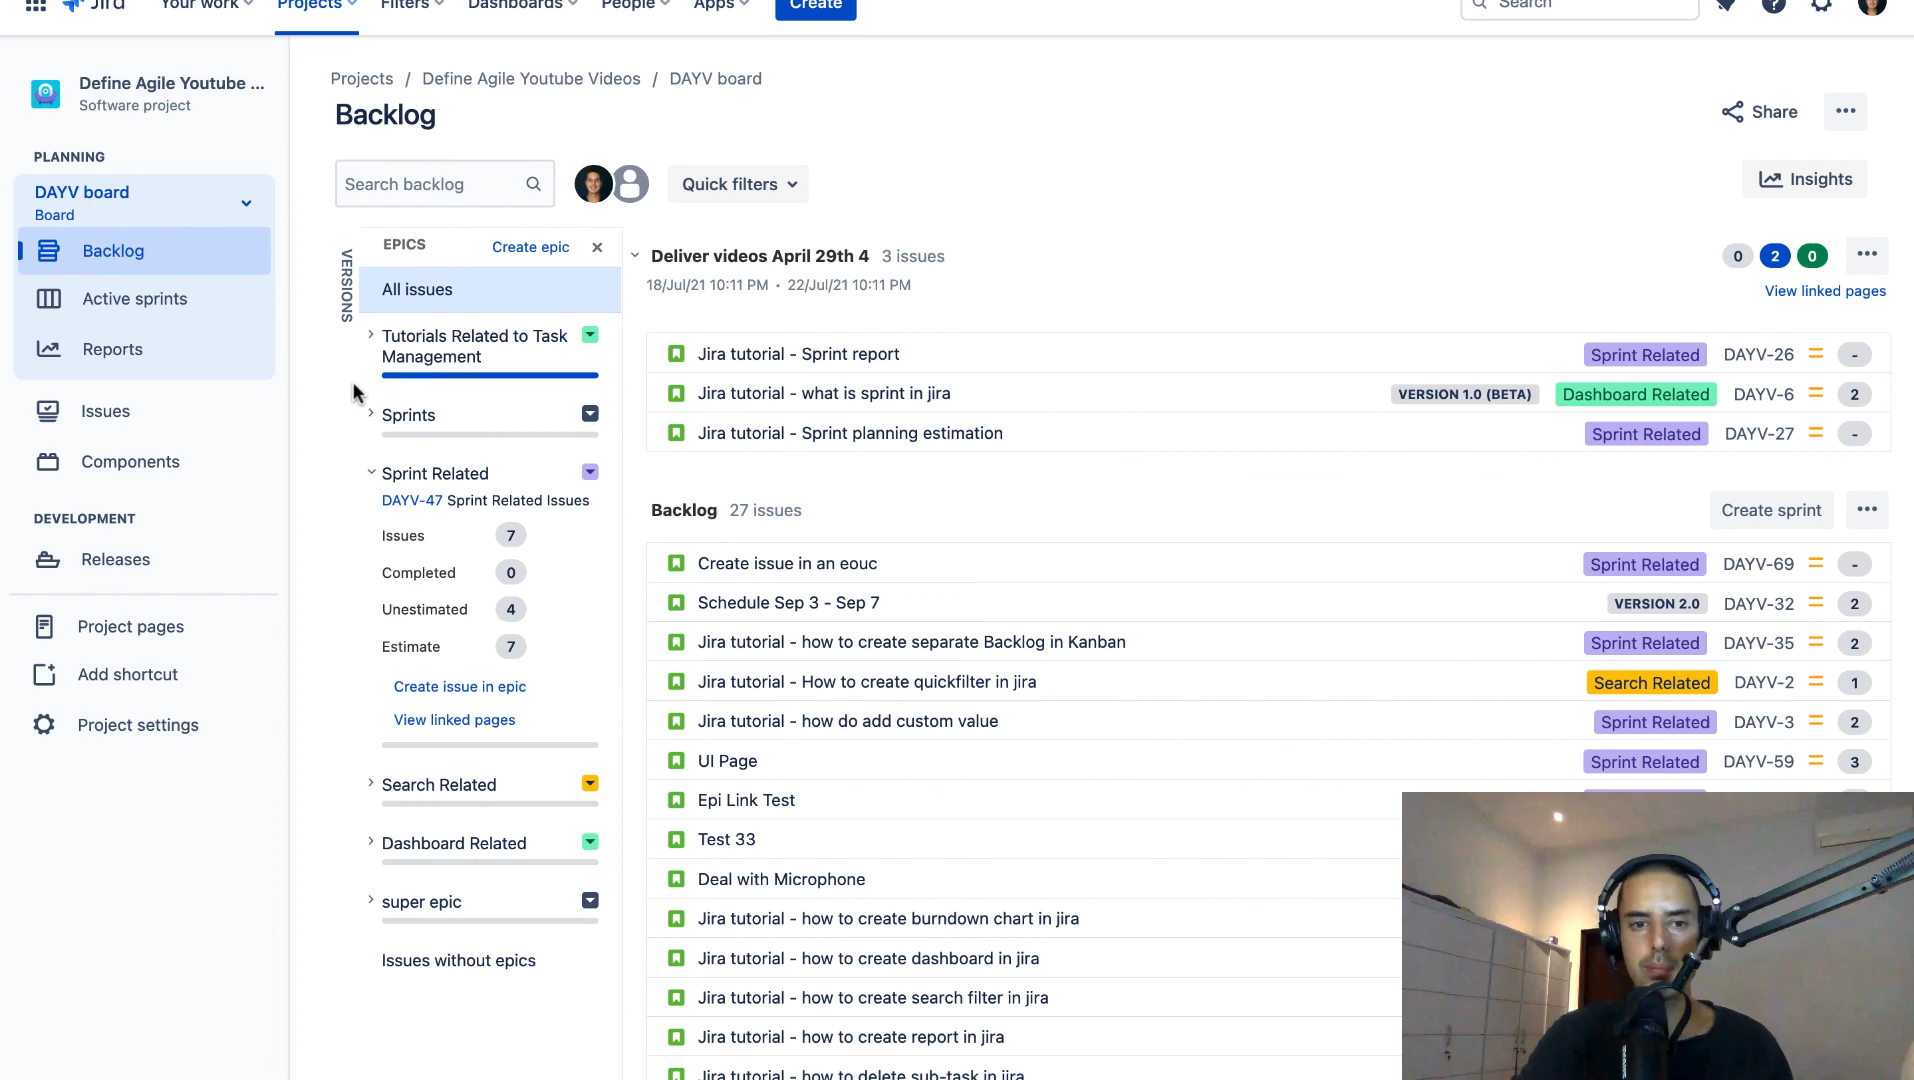 Jira
Your work
Projects
Filters
Dashboards
People
Apps
Create
Search
Define Agile Youtube ...
Software project
PLANNING
DAYV board
Board
Backlog
Active sprints
Reports
Issues
Components
DEVELOPMENT
Releases
Project pages
Add shortcut
Project settings
Projects / Define Agile Youtube Videos / DAYV board
Backlog
Share
Search backlog
Quick filters
Insights
VERSIONS
EPICS
Create epic
All issues
Tutorials Related to Task
Management
Sprints
Sprint Related
DAYV-47 Sprint Related Issues
Issues 7
Completed 0
Unestimated 4
Estimate 7
Create issue in epic
View linked pages
Search Related
Dashboard Related
super epic
Issues without epics
Deliver videos April 29th 4 3 issues
0 2 0
18/Jul/21 10:11 PM • 22/Jul/21 10:11 PM
View linked pages
Jira tutorial - Sprint report Sprint Related DAYV-26 -
Jira tutorial - what is sprint in jira VERSION 1.0 (BETA) Dashboard Related DAYV-6 2
Jira tutorial - Sprint planning estimation Sprint Related DAYV-27 -
Backlog 27 issues Create sprint
Create issue in an eouc Sprint Related DAYV-69 -
Schedule Sep 3 - Sep 7 VERSION 2.0 DAYV-32 2
Jira tutorial - how to create separate Backlog in Kanban Sprint Related DAYV-35 2
Jira tutorial - How to create quickfilter in jira Search Related DAYV-2 1
Jira tutorial - how do add custom value Sprint Related DAYV-3 2
UI Page Sprint Related DAYV-59 3
Epi Link Test
Test 33
Deal with Microphone
Jira tutorial - how to create burndown chart in jira
Jira tutorial - how to create dashboard in jira
Jira tutorial - how to create search filter in jira
Jira tutorial - how to create report in jira
Jira tutorial - how to delete sub-task in jira